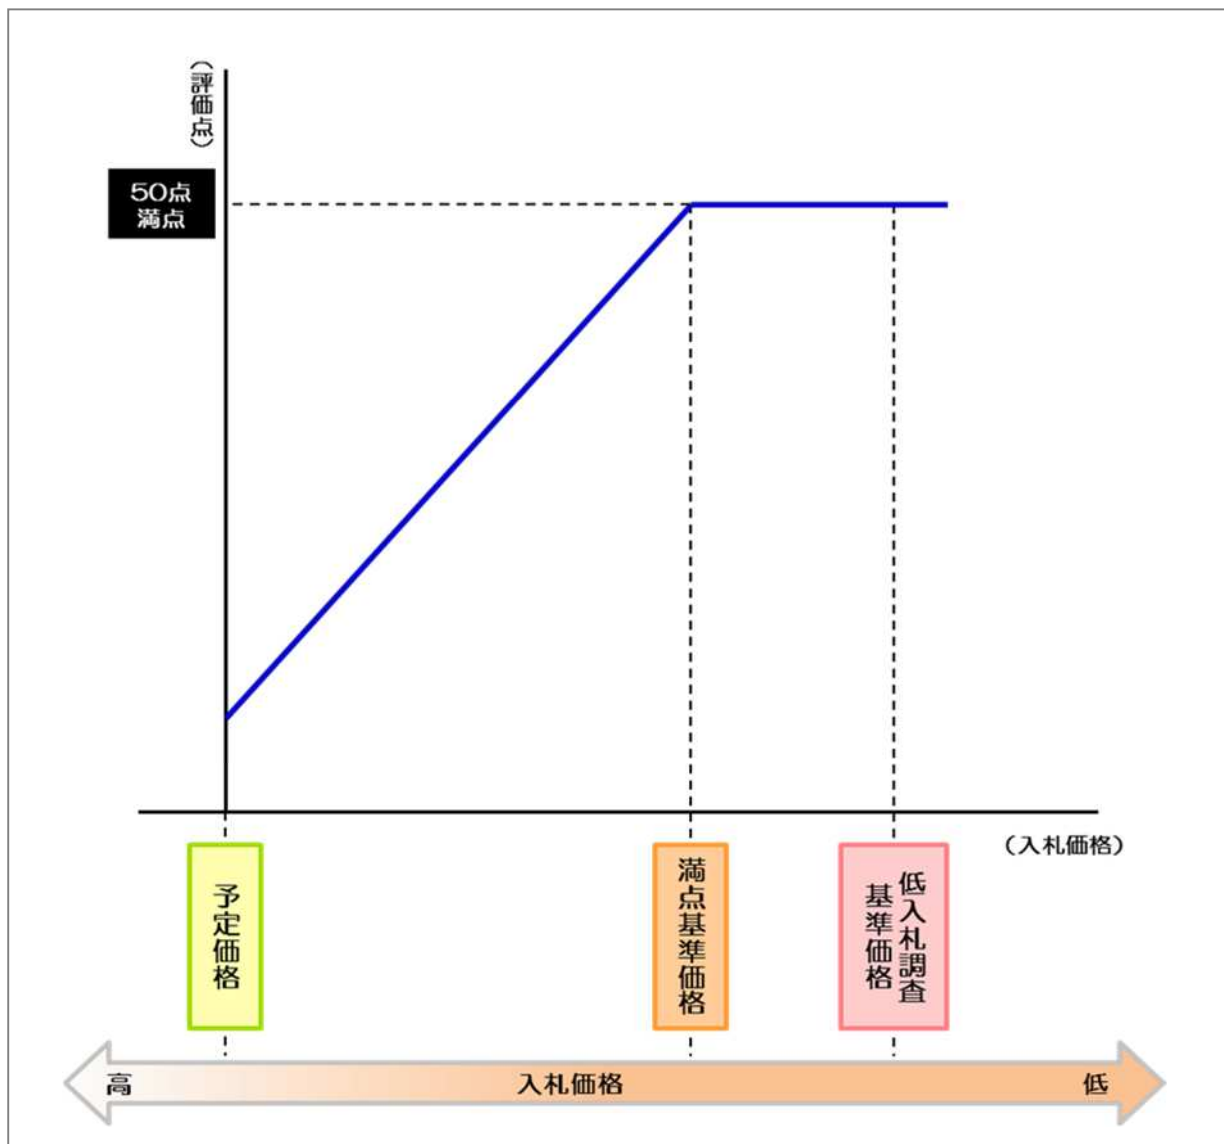 （評価点）
50点
満点
（入札価格）
予定価格
満点基準価格
低入札調査
基準価格
高
入札価格
低